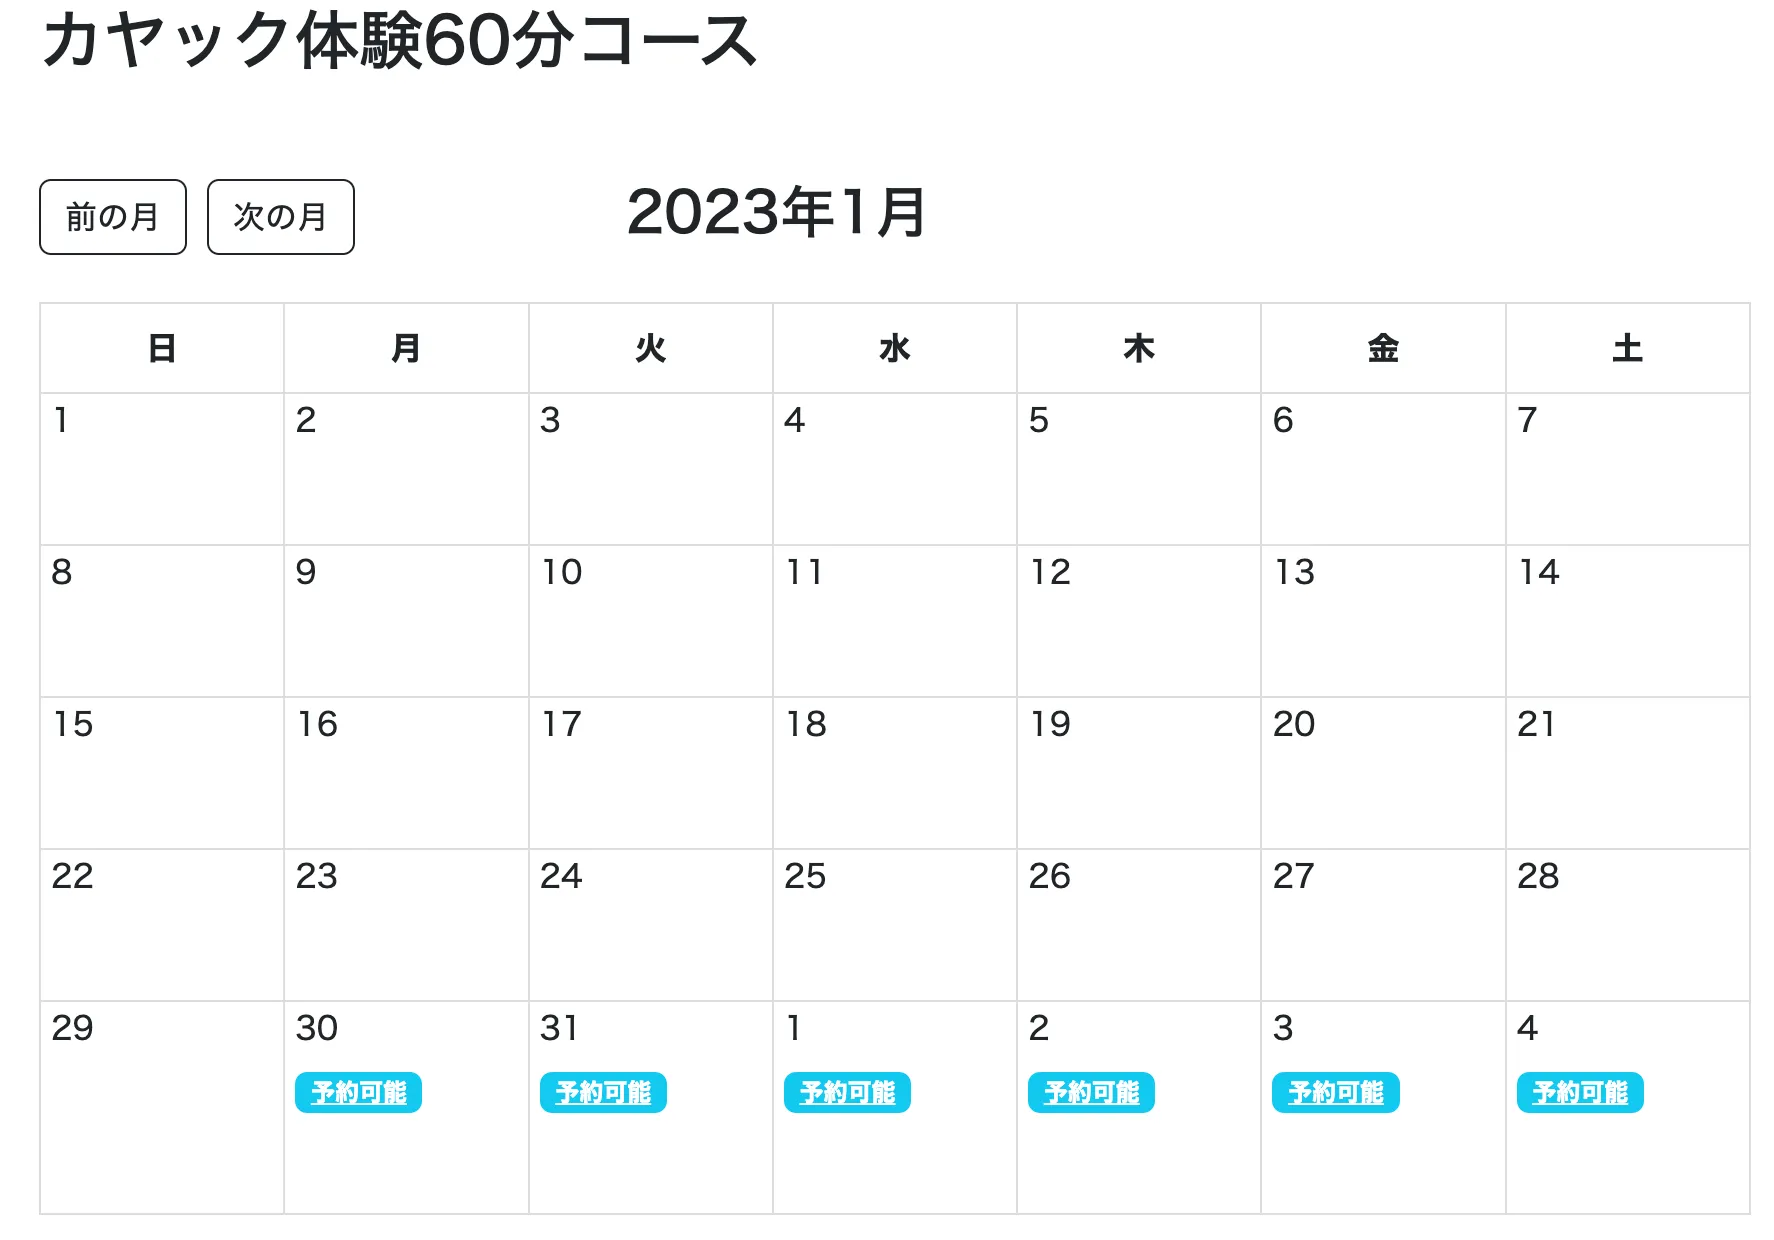 カヤック体験60分コース
前の月 次の月 2023年1月
日 月 火 水 木 金 土
1 2 3 4 5 6 7
8 9 10 11 12 13 14
15 16 17 18 19 20 21
22 23 24 25 26 27 28
29 30 31 1 2 3 4
予約可能 予約可能 予約可能 予約可能 予約可能 予約可能